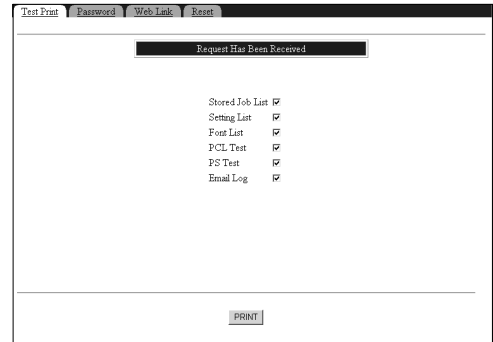 Test Print Password Web Link Reset
Request Has Been Received
Stored Job List
Setting List
Font List
PCL Test
PS Test
Email Log
PRINT